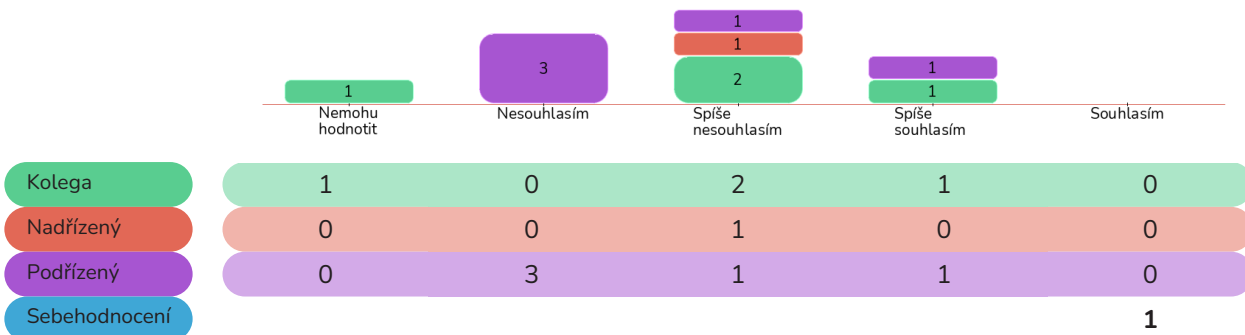 1
1
3
2
1
1
1
Nemohu
hodnotit
Nesouhlasím
Spíše
nesouhlasím
Spíše
souhlasím
Souhlasím
Kolega 1 0 2 1 0
Nadřízený 0 0 1 0 0
Podřízený 0 3 1 1 0
Sebehodnocení 1